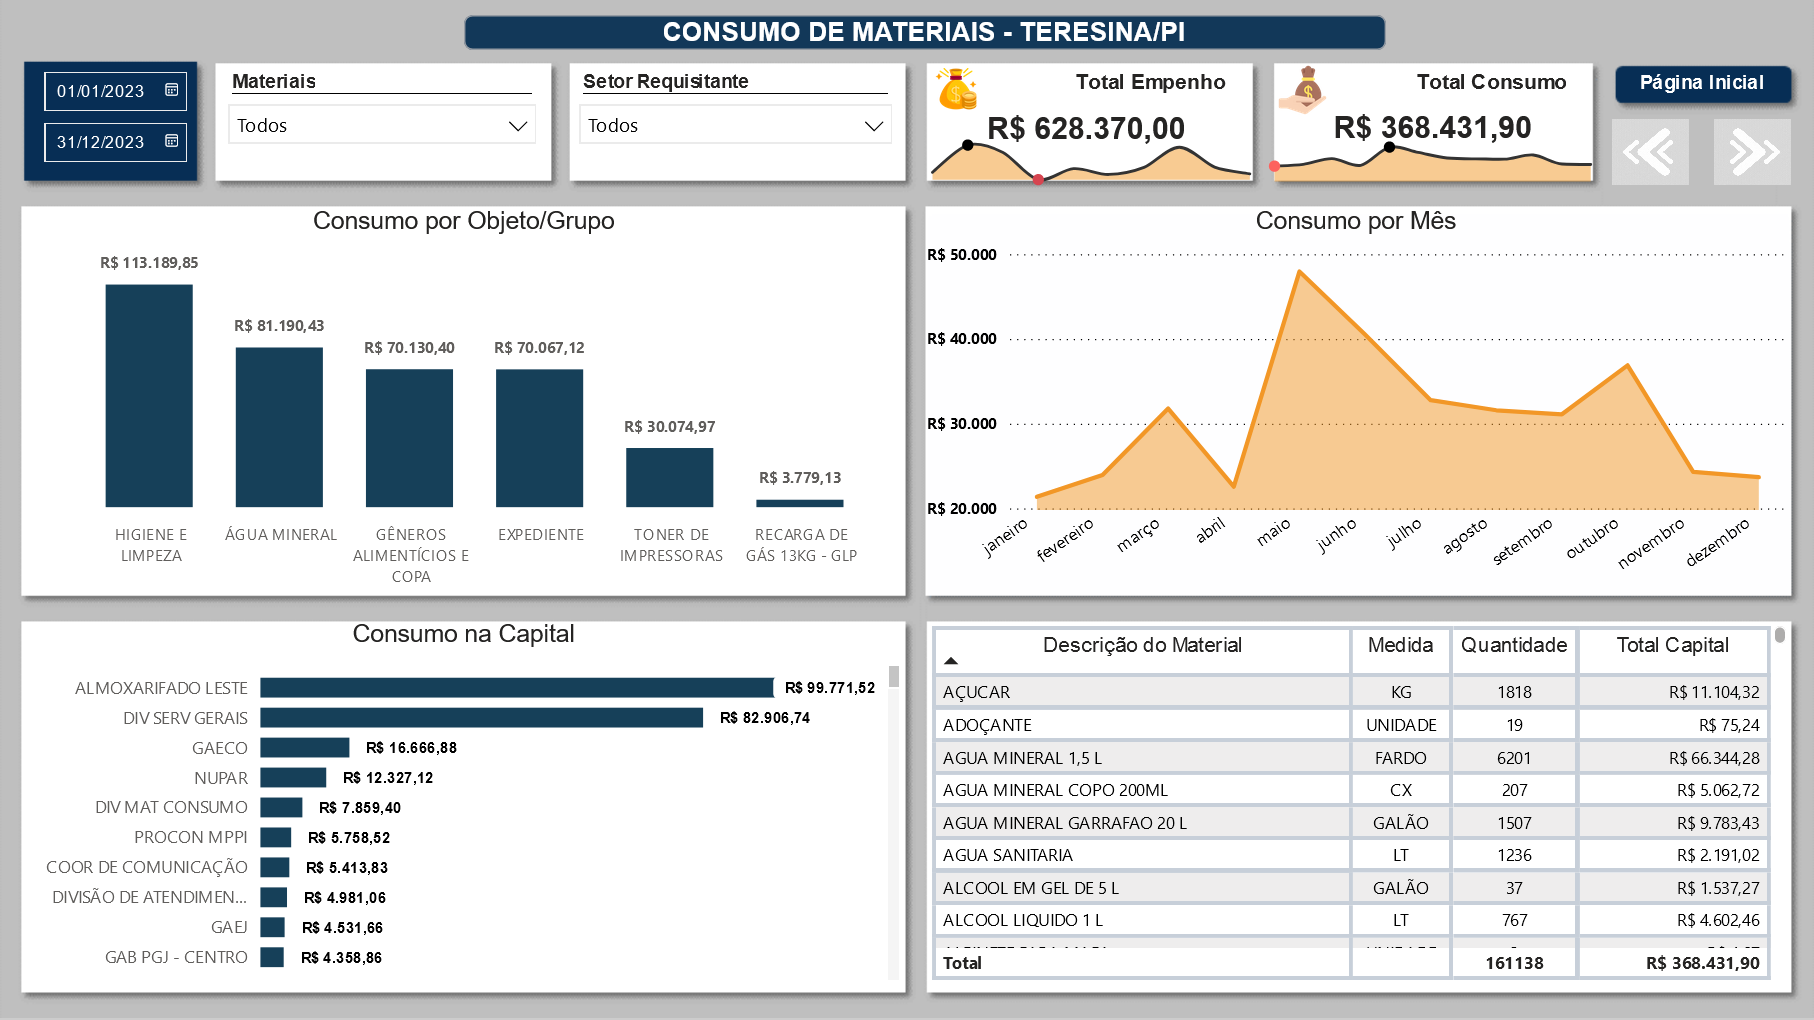 CONSUMO DE MATERIAIS - TERESINA/PI
01/01/2023
31/12/2023
Materiais
Todos
Setor Requisitante
Todos
Total Empenho
R$ 628.370,00
Total Consumo
R$ 368.431,90
Página Inicial
Consumo por Objeto/Grupo
R$ 113.189,85
R$ 81.190,43
R$ 70.130,40
R$ 70.067,12
R$ 30.074,97
R$ 3.779,13
HIGIENE E
LIMPEZA
ÁGUA MINERAL
GÊNEROS
ALIMENTÍCIOS E
COPA
EXPEDIENTE
TONER DE
IMPRESSORAS
RECARGA DE
GÁS 13KG - GLP
Consumo por Mês
R$ 50.000
R$ 40.000
R$ 30.000
R$ 20.000
janeiro
fevereiro
março
abril
maio
junho
julho
agosto
setembro
outubro
novembro
dezembro
Consumo na Capital
ALMOXARIFADO LESTE R$ 99.771,52
DIV SERV GERAIS R$ 82.906,74
GAECO R$ 16.666,88
NUPAR R$ 12.327,12
DIV MAT CONSUMO R$ 7.859,40
PROCON MPPI R$ 5.758,52
COOR DE COMUNICAÇÃO R$ 5.413,83
DIVISÃO DE ATENDIMEN... R$ 4.981,06
GAEJ R$ 4.531,66
GAB PGJ - CENTRO R$ 4.358,86
Descrição do Material Medida Quantidade Total Capital
AÇUCAR KG 1818 R$ 11.104,32
ADOÇANTE UNIDADE 19 R$ 75,24
AGUA MINERAL 1,5 L FARDO 6201 R$ 66.344,28
AGUA MINERAL COPO 200ML CX 207 R$ 5.062,72
AGUA MINERAL GARRAFAO 20 L GALÃO 1507 R$ 9.783,43
AGUA SANITARIA LT 1236 R$ 2.191,02
ALCOOL EM GEL DE 5 L GALÃO 37 R$ 1.537,27
ALCOOL LIQUIDO 1 L LT 767 R$ 4.602,46
Total 161138 R$ 368.431,90